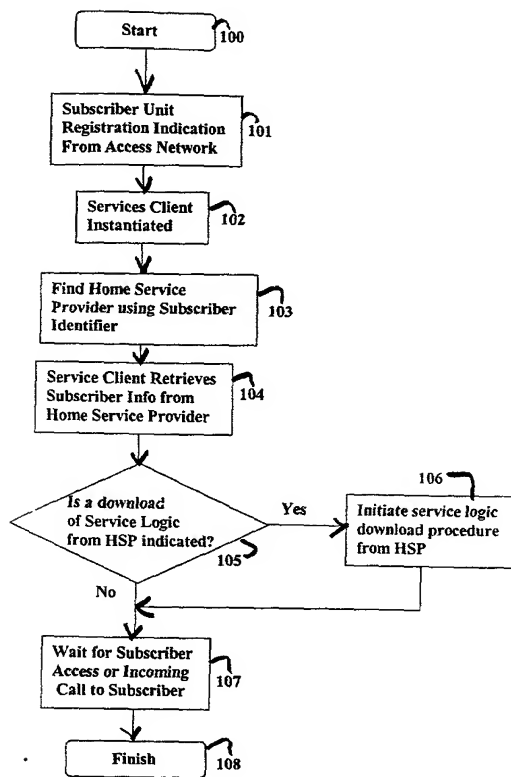 Start
100
Subscriber Unit
Registration Indication
From Access Network
101
Services Client
Instantiated
102
Find Home Service
Provider using Subscriber
Identifier
103
Service Client Retrieves
Subscriber Info from
Home Service Provider
104
Is a download
of Service Logic
from HSP indicated?
105
Yes
106
Initiate service logic
download procedure
from HSP
No
Wait for Subscriber
Access or Incoming
Call to Subscriber
107
Finish
108